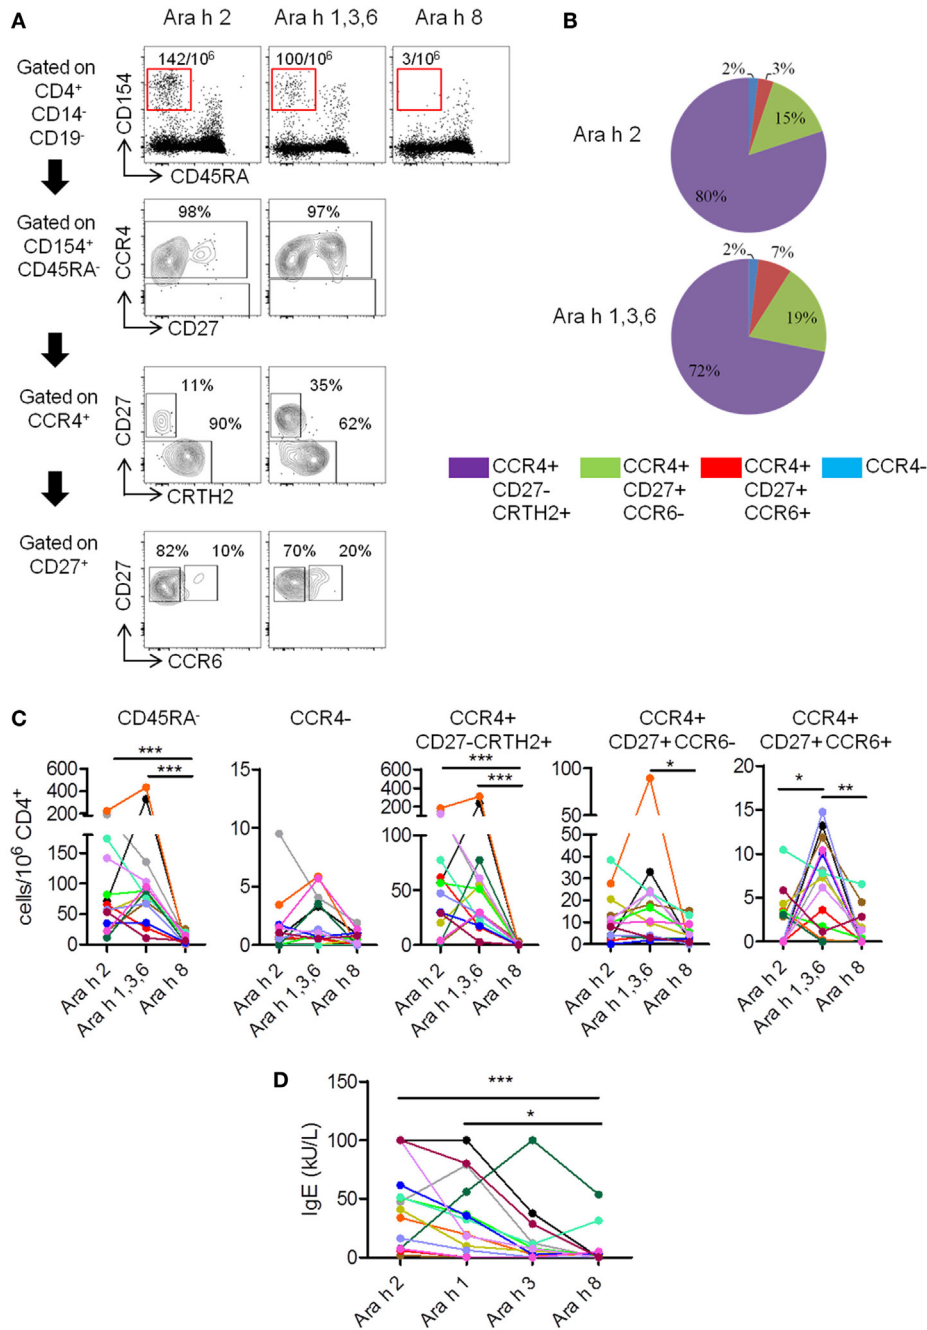 A
Ara h 2
Ara h 1,3,6
Ara h 8
Gated on
CD4⁺
CD14⁻
CD19⁻
142/10⁶
100/10⁶
3/10⁶
CD154
CD45RA
Gated on
CD154⁺
CD45RA⁻
98%
97%
CCR4
CD27
Gated on
CCR4⁺
11%
90%
35%
62%
CD27
CRTH2
Gated on
CD27⁺
82%
10%
70%
20%
CD27
CCR6
B
Ara h 2
2%
3%
15%
80%
Ara h 1,3,6
2%
7%
19%
72%
CCR4+
CD27-
CRTH2+
CCR4+
CD27+
CCR6-
CCR4+
CD27+
CCR6+
CCR4-
C
cells/10⁶ CD4⁺
CD45RA⁻
***
***
600
400
200
150
100
50
0
Ara h 2
Ara h 1,3,6
Ara h 8
CCR4-
15
10
5
0
Ara h 2
Ara h 1,3,6
Ara h 8
CCR4+
CD27-CRTH2+
***
***
600
400
200
100
50
0
Ara h 2
Ara h 1,3,6
Ara h 8
CCR4+
CD27+CCR6-
*
100
50
50
40
30
20
10
0
Ara h 2
Ara h 1,3,6
Ara h 8
CCR4+
CD27+CCR6+
*
**
20
15
10
5
0
Ara h 2
Ara h 1,3,6
Ara h 8
D
IgE (kU/L)
***
*
150
100
50
0
Ara h 2
Ara h 1
Ara h 3
Ara h 8